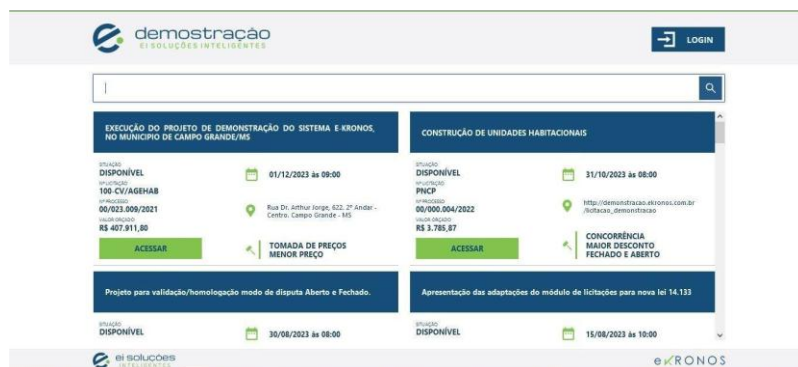 demostração
EI SOLUÇÕES INTELIGENTES
LOGIN
EXECUÇÃO DO PROJETO DE DEMONSTRAÇÃO DO SISTEMA E-KRONOS,
NO MUNICIPIO DE CAMPO GRANDE/MS
SITUAÇÃO
DISPONÍVEL
01/12/2023 às 09:00
Nº LICITAÇÃO
100-CV/AGEHAB
Nº PROCESSO
00/023.009/2021
Rua Dr. Arthur Jorge, 622. 2º Andar -
Centro. Campo Grande - MS
VALOR ORÇADO
R$ 407.911,80
ACESSAR
TOMADA DE PREÇOS
MENOR PREÇO
CONSTRUÇÃO DE UNIDADES HABITACIONAIS
SITUAÇÃO
DISPONÍVEL
31/10/2023 às 08:00
Nº LICITAÇÃO
PNCP
Nº PROCESSO
00/000.004/2022
http://demonstracao.ekronos.com.br
/licitacao_demonstracao
VALOR ORÇADO
R$ 3.785,87
ACESSAR
CONCORRÊNCIA
MAIOR DESCONTO
FECHADO E ABERTO
Projeto para validação/homologação modo de disputa Aberto e Fechado.
SITUAÇÃO
DISPONÍVEL
30/08/2023 às 08:00
Apresentação das adaptações do módulo de licitações para nova lei 14.133
SITUAÇÃO
DISPONÍVEL
15/08/2023 às 10:00
ei soluções
INTELIGENTES
eKRONOS